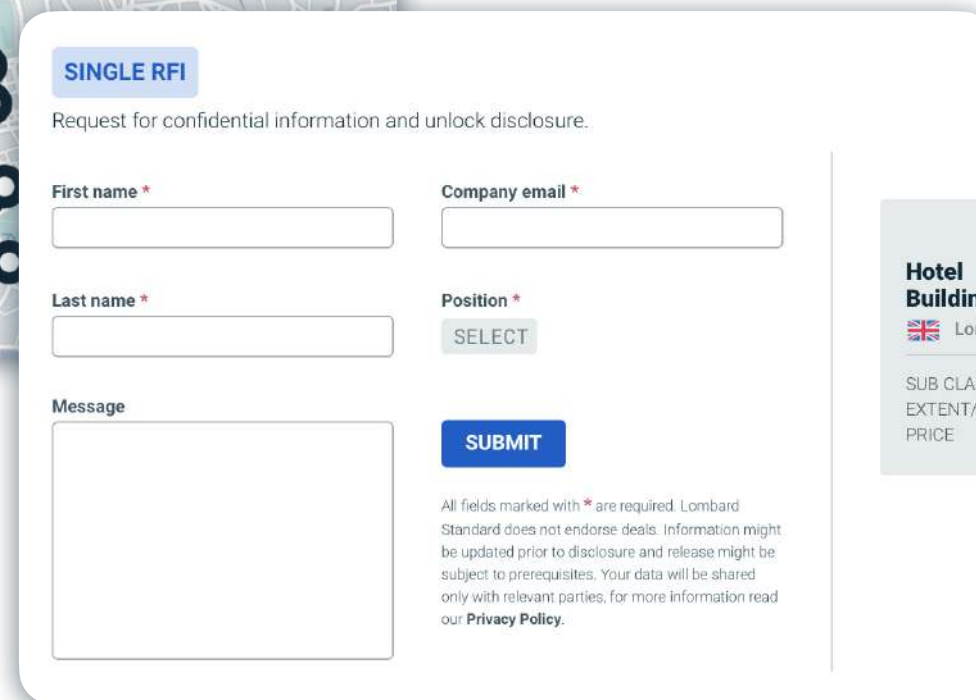 SINGLE RFI
Request for confidential information and unlock disclosure.
First name *
Company email *
Last name *
Position *
SELECT
Message
SUBMIT
All fields marked with * are required. Lombard
Standard does not endorse deals. Information might
be updated prior to disclosure and release might be
subject to prerequisites. Your data will be shared
only with relevant parties, for more information read
our Privacy Policy.
Hotel
SUB
EXTENT/
PRICE